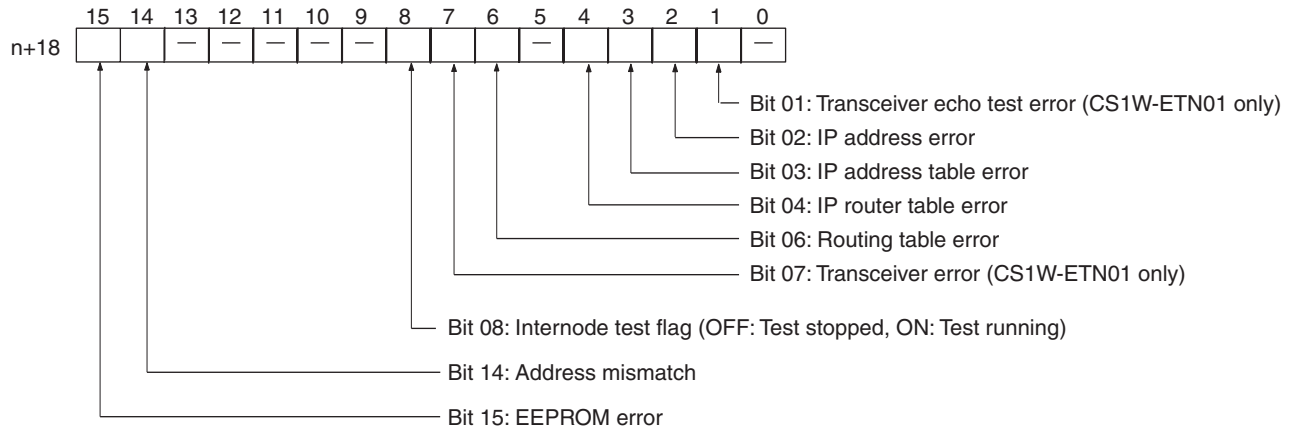 15 14 13 12 11 10 9 8 7 6 5 4 3 2 1 0
n+18 — — — — — — —
Bit 01: Transceiver echo test error (CS1W-ETN01 only)
Bit 02: IP address error
Bit 03: IP address table error
Bit 04: IP router table error
Bit 06: Routing table error
Bit 07: Transceiver error (CS1W-ETN01 only)
Bit 08: Internode test flag (OFF: Test stopped, ON: Test running)
Bit 14: Address mismatch
Bit 15: EEPROM error